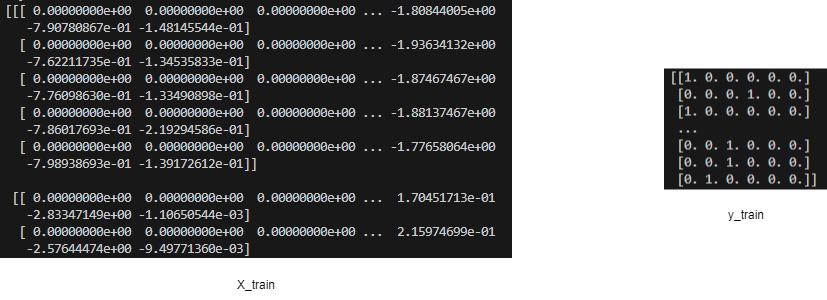 [[[ 0.00000000e+00 0.00000000e+00 0.00000000e+00 ... -1.80844005e+00
-7.90780867e-01 -1.48145544e-01]
[ 0.00000000e+00 0.00000000e+00 0.00000000e+00 ... -1.93634132e+00
-7.62211735e-01 -1.34535833e-01]
[ 0.00000000e+00 0.00000000e+00 0.00000000e+00 ... -1.87467467e+00
-7.76098630e-01 -1.33490898e-01]
[ 0.00000000e+00 0.00000000e+00 0.00000000e+00 ... -1.88137467e+00
-7.86017693e-01 -2.19294586e-01]
[ 0.00000000e+00 0.00000000e+00 0.00000000e+00 ... -1.77658064e+00
-7.98938693e-01 -1.39172612e-01]]
[[ 0.00000000e+00 0.00000000e+00 0.00000000e+00 ... 1.70451713e-01
-2.83347149e+00 -1.10650544e-03]
[ 0.00000000e+00 0.00000000e+00 0.00000000e+00 ... 2.15974699e-01
-2.57644474e+00 -9.49771360e-03]
X_train
[[1. 0. 0. 0. 0. 0.]
[0. 0. 0. 1. 0. 0.]
[1. 0. 0. 0. 0. 0.]
...
[0. 0. 1. 0. 0. 0.]
[0. 0. 1. 0. 0. 0.]
[0. 1. 0. 0. 0. 0.]]
y_train